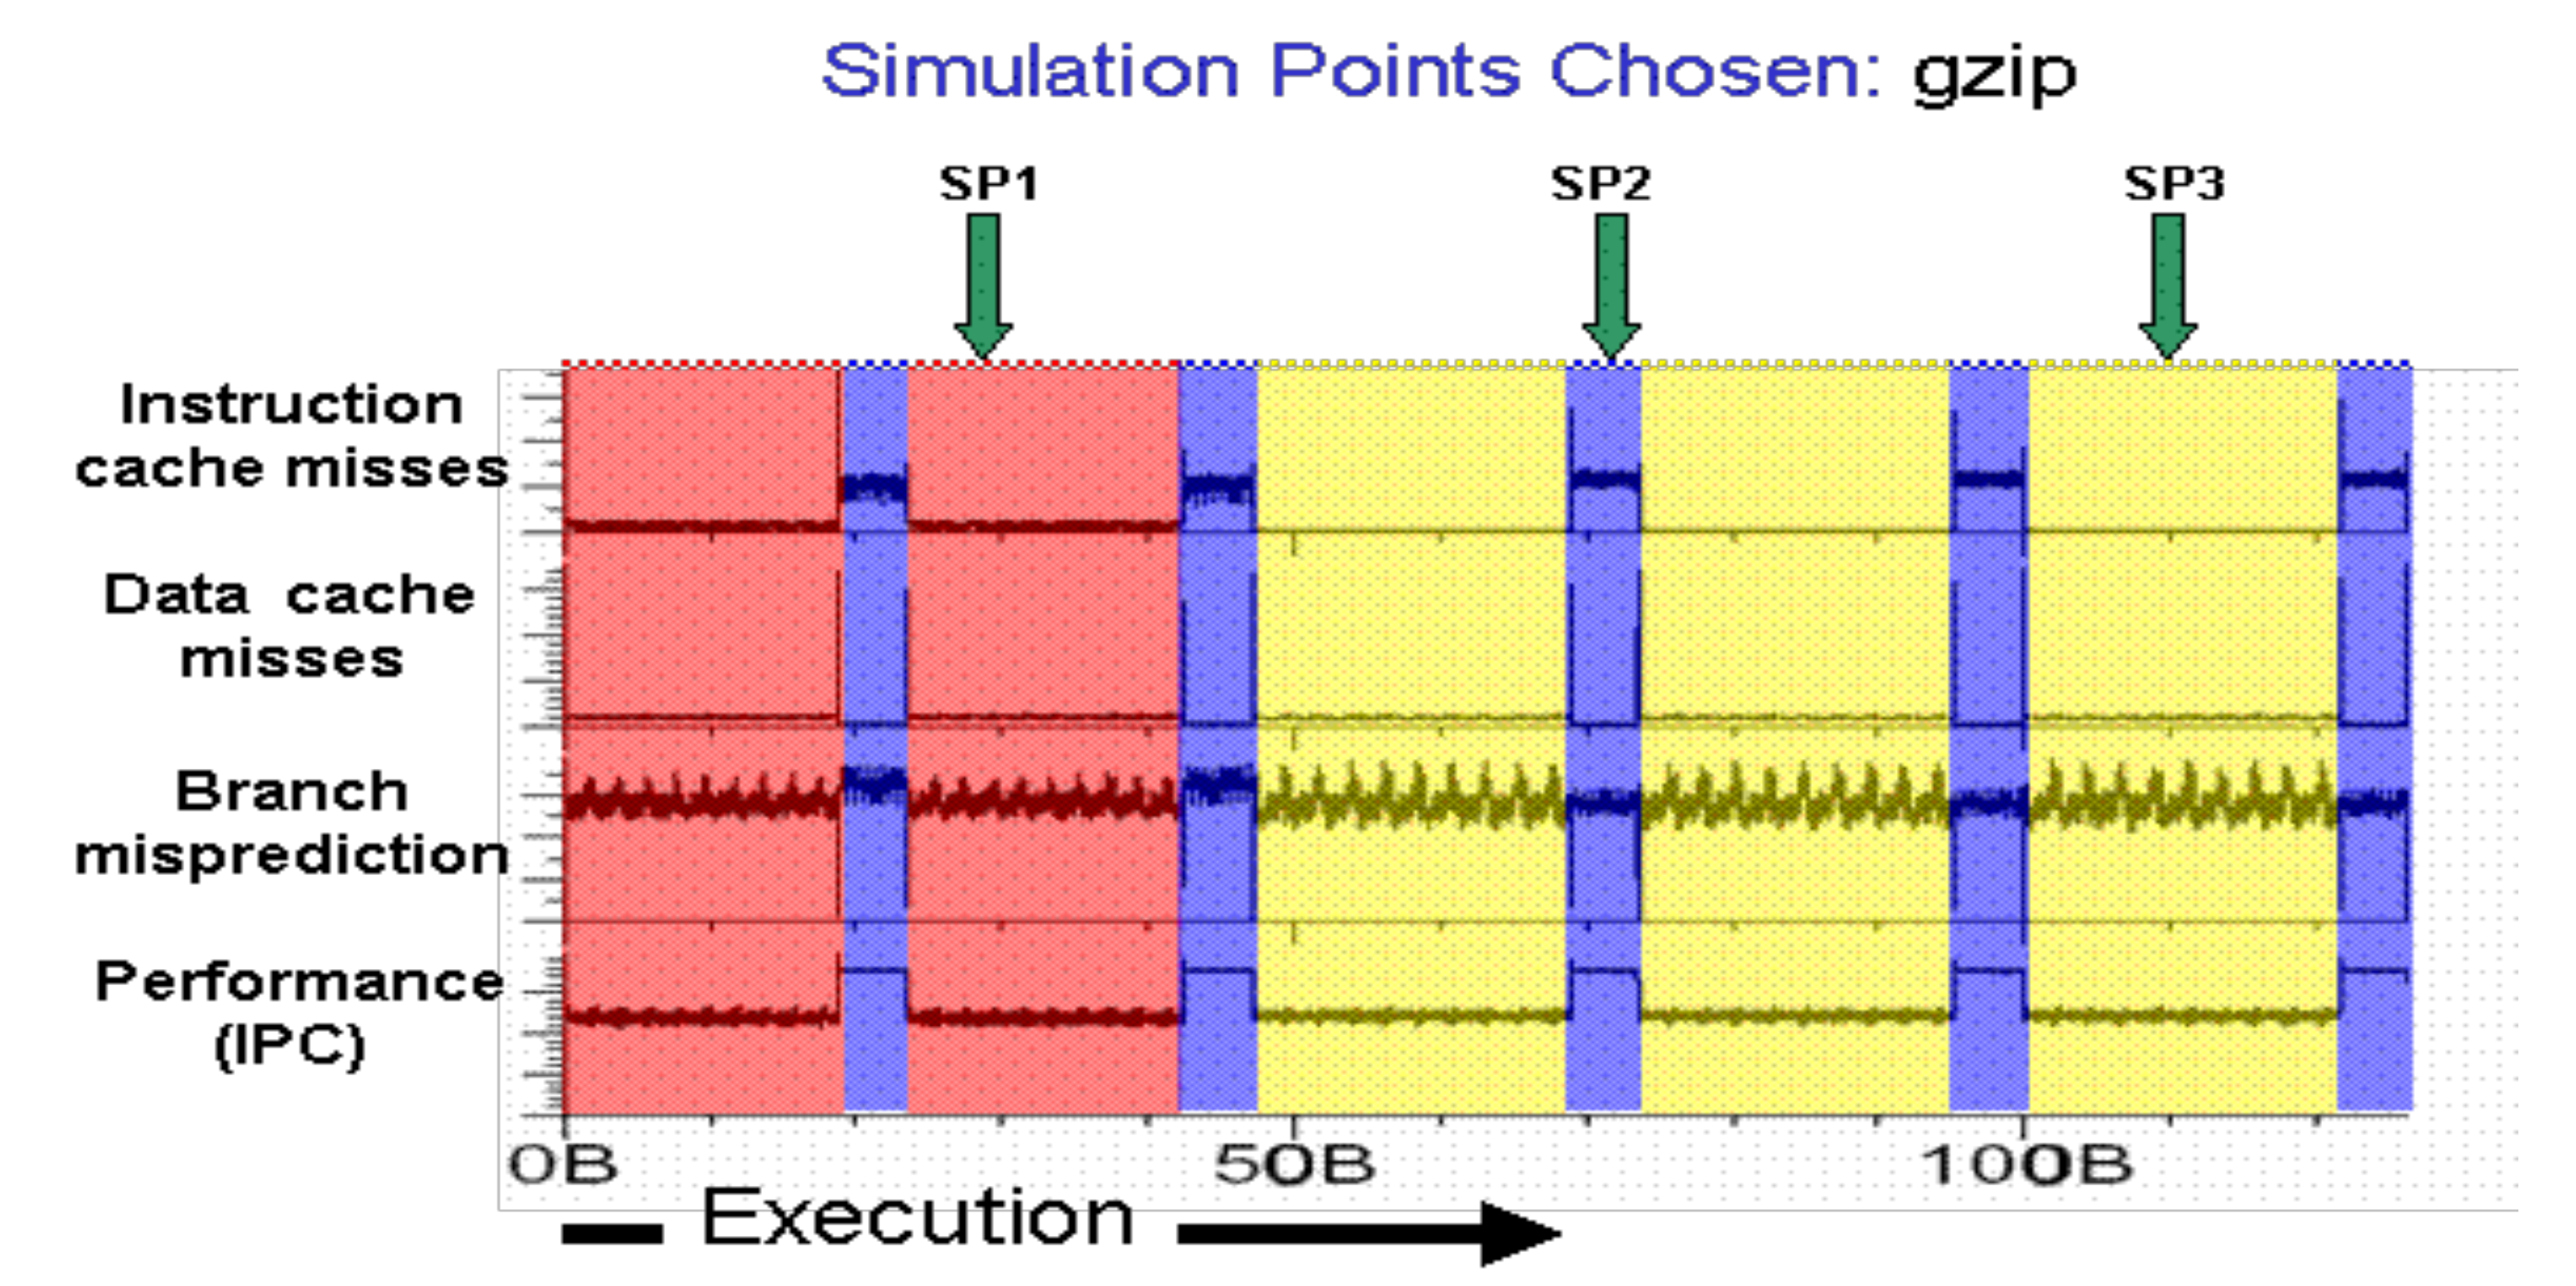 Simulation Points Chosen: gzip
SP1 SP2 SP3
Instruction
cache misses
Data cache
misses
Branch
misprediction
Performance
(IPC)
0B 50B 100B
Execution